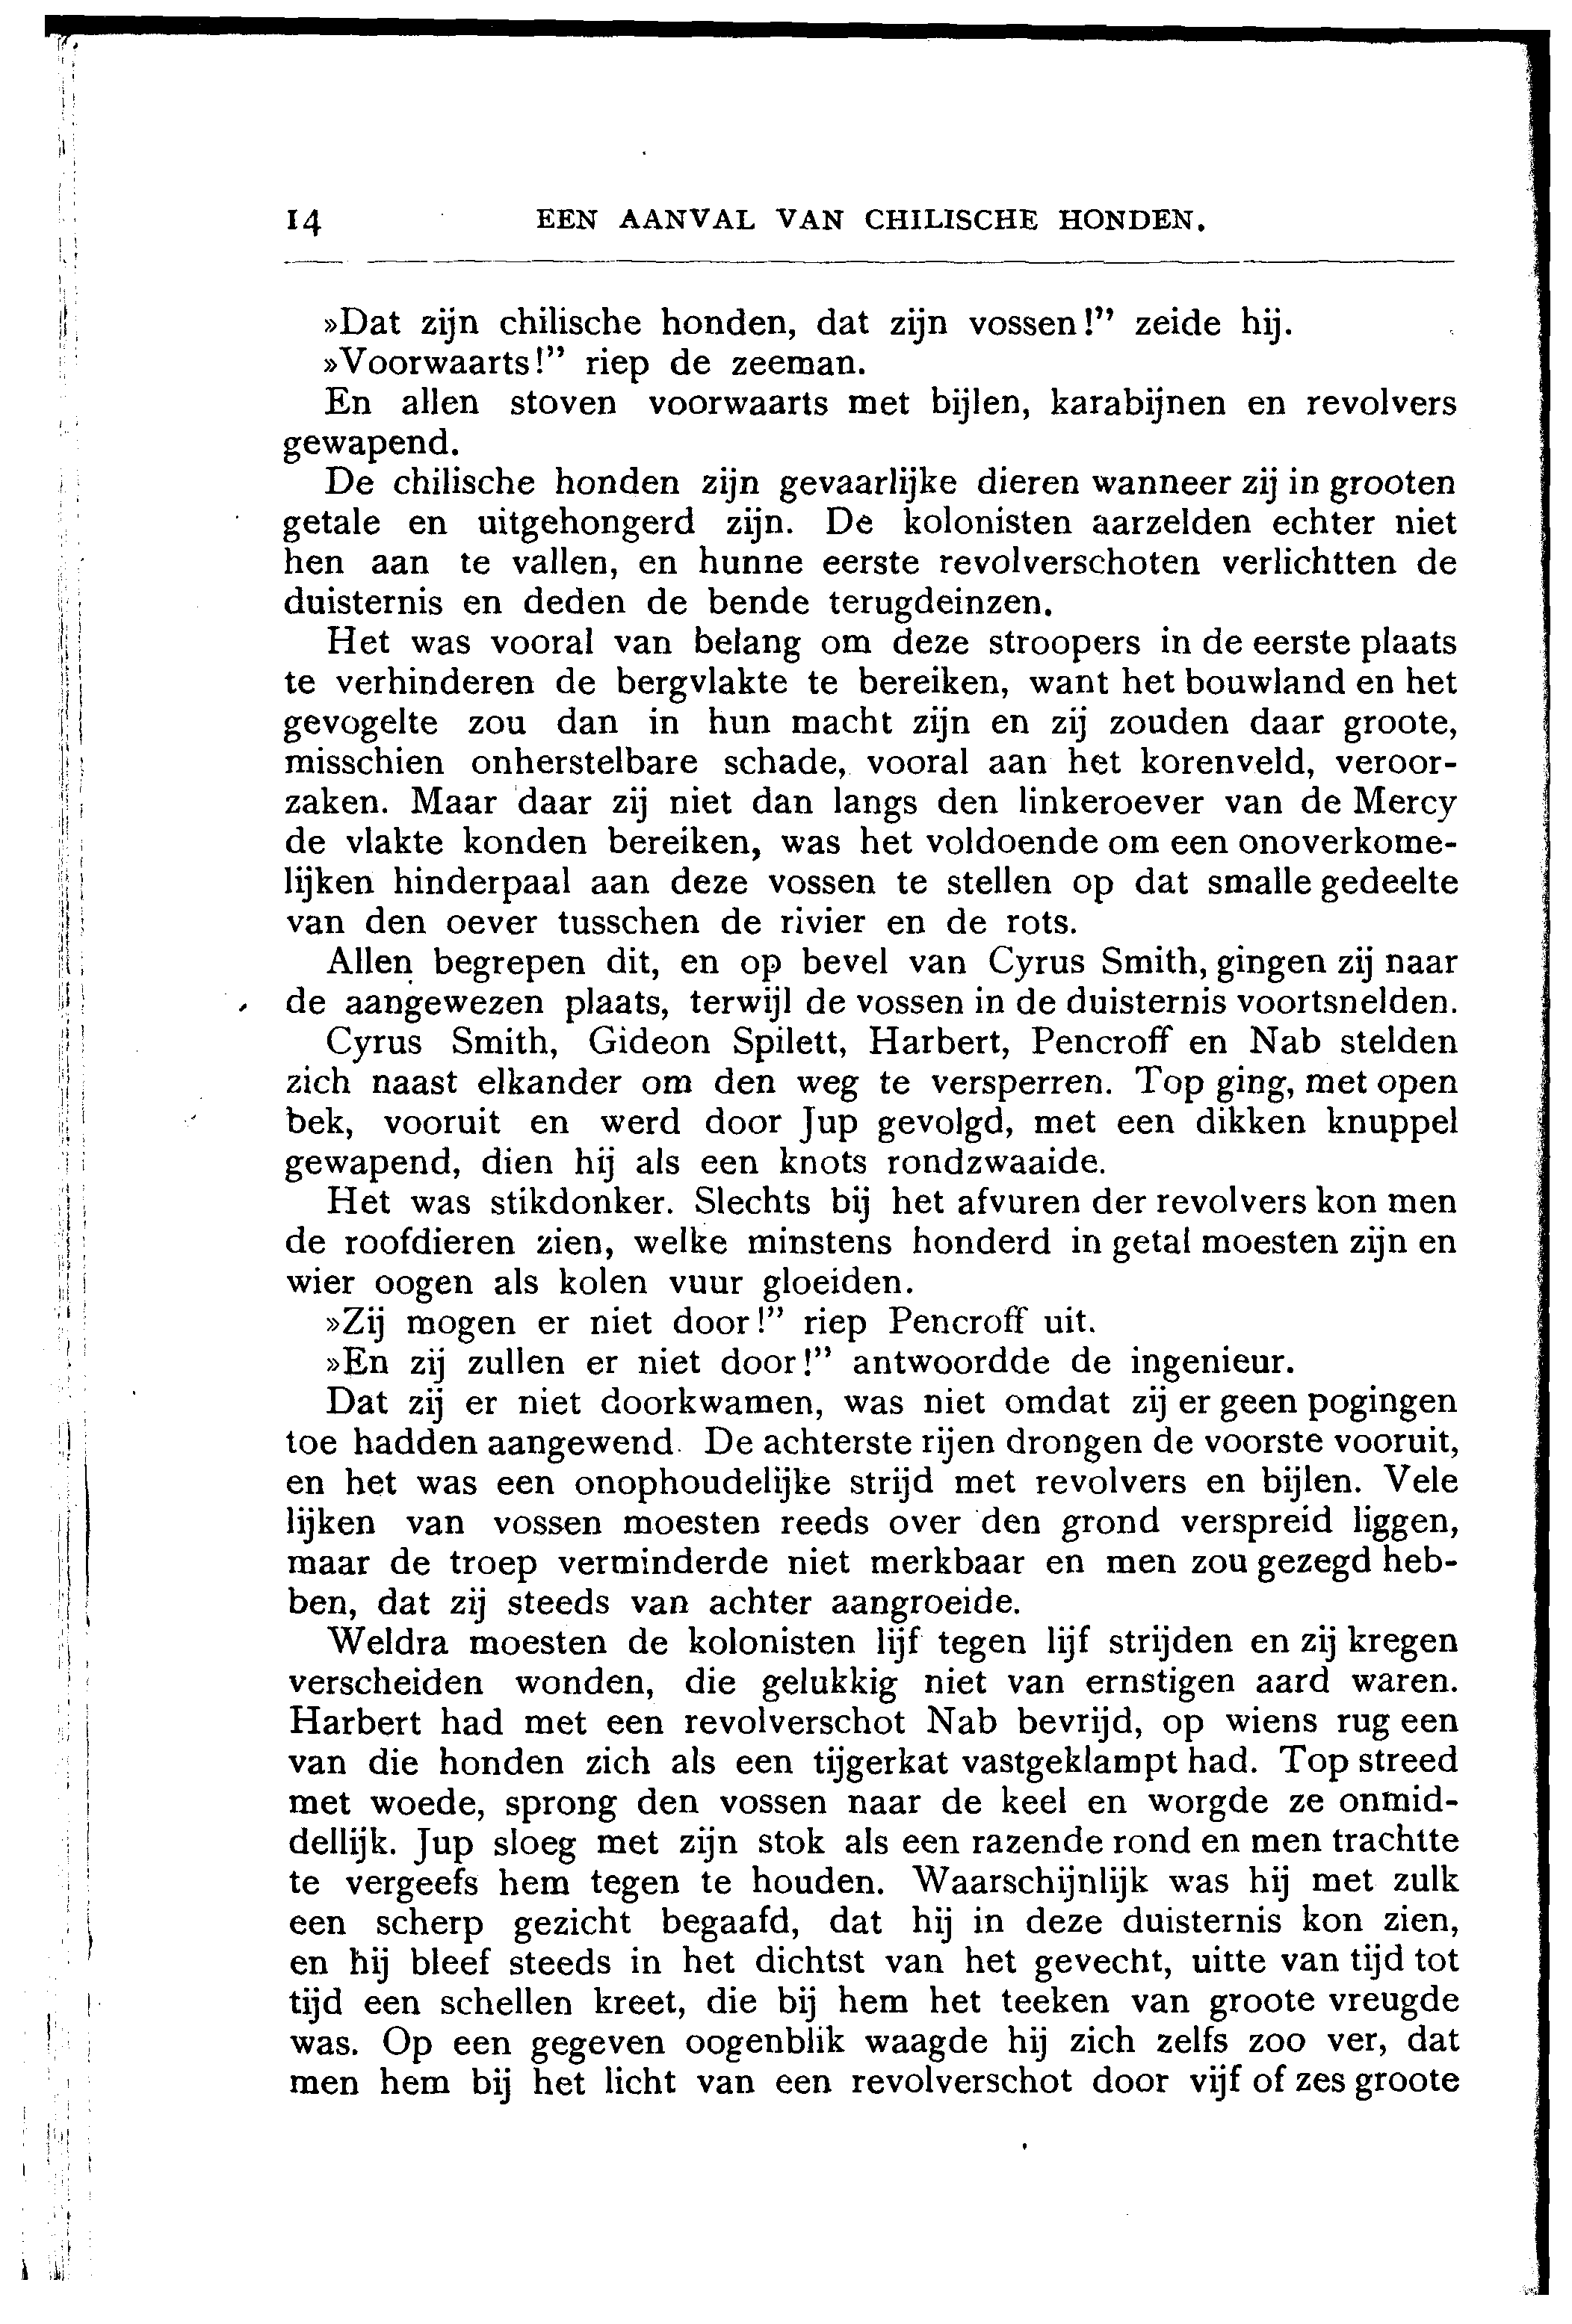 14 EEN AANVAL VAN CHILISCHE HONDEN.
»Dat zijn chilische honden, dat zijn vossen!” zeide hij.
»Voorwaarts!” riep de zeeman.
En allen stoven voorwaarts met bijlen, karabijnen en revolvers
gewapend.
De chilische honden zijn gevaarlijke dieren wanneer zij in grooten
getale en uitgehongerd zijn. De kolonisten aarzelden echter niet
hen aan te vallen, en hunne eerste revolverschoten verlichtten de
duisternis en deden de bende terugdeinzen.
Het was vooral van belang om deze stroopers in de eerste plaats
te verhinderen de bergvlakte te bereiken, want het bouwland en het
gevogelte zou dan in hun macht zijn en zij zouden daar groote,
misschien onherstelbare schade, vooral aan het korenveld, veroor-
zaken. Maar daar zij niet dan langs den linkeroever van de Mercy
de vlakte konden bereiken, was het voldoende om een onoverkome-
lijken hinderpaal aan deze vossen te stellen op dat smalle gedeelte
van den oever tusschen de rivier en de rots.
Allen begrepen dit, en op bevel van Cyrus Smith, gingen zij naar
de aangewezen plaats, terwijl de vossen in de duisternis voortsnelden.
Cyrus Smith, Gideon Spilett, Harbert, Pencroff en Nab stelden
zich naast elkander om den weg te versperren. Top ging, met open
bek, vooruit en werd door Jup gevolgd, met een dikken knuppel
gewapend, dien hij als een knots rondzwaaide.
Het was stikdonker. Slechts bij het afvuren der revolvers kon men
de roofdieren zien, welke minstens honderd in getal moesten zijn en
wier oogen als kolen vuur gloeiden.
»Zij mogen er niet door!” riep Pencroff uit.
»En zij zullen er niet door!” antwoordde de ingenieur.
Dat zij er niet doorkwamen, was niet omdat zij er geen pogingen
toe hadden aangewend. De achterste rijen drongen de voorste vooruit,
en het was een onophoudelijke strijd met revolvers en bijlen. Vele
lijken van vossen moesten reeds over den grond verspreid liggen,
maar de troep verminderde niet merkbaar en men zou gezegd heb-
ben, dat zij steeds van achter aangroeide.
Weldra moesten de kolonisten lijf tegen lijf strijden en zij kregen
verscheiden wonden, die gelukkig niet van ernstigen aard waren.
Harbert had met een revolverschot Nab bevrijd, op wiens rug een
van die honden zich als een tijgerkat vastgeklampt had. Top streed
met woede, sprong den vossen naar de keel en worgde ze onmid-
dellijk. Jup sloeg met zijn stok als een razende rond en men trachtte
te vergeefs hem tegen te houden. Waarschijnlijk was hij met zulk
een scherp gezicht begaafd, dat hij in deze duisternis kon zien,
en hij bleef steeds in het dichtst van het gevecht, uitte van tijd tot
tijd een schellen kreet, die bij hem het teeken van groote vreugde
was. Op een gegeven oogenblik waagde hij zich zelfs zoo ver, dat
men hem bij het licht van een revolverschot door vijf of zes groote